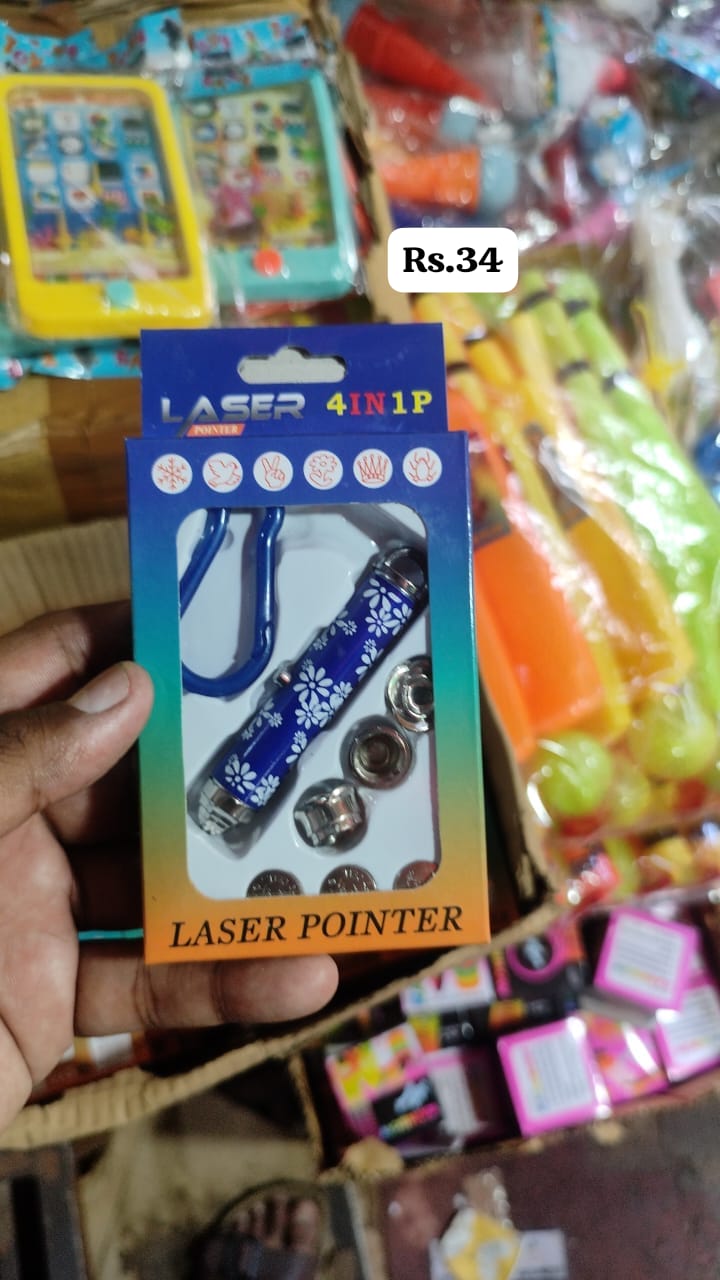 Rs.34
LASER 4IN1P
POINTER
LASER POINTER